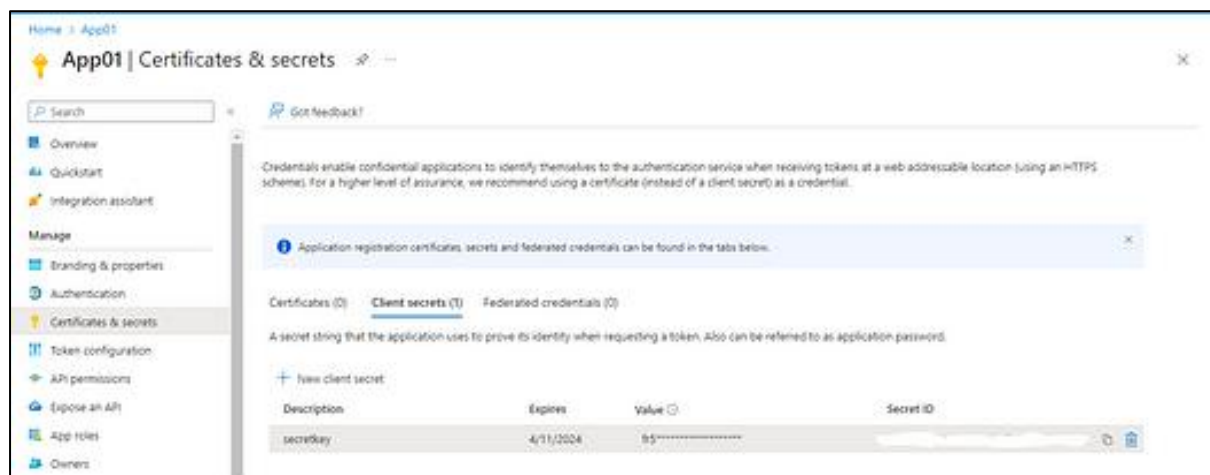 Home > App01
App01 | Certificates & secrets
Search
Got feedback?
Overview
Quickstart
Integration assistant
Credentials enable confidential applications to identify themselves to the authentication service when receiving tokens at a web addressable location (using an HTTPS
scheme). For a higher level of assurance, we recommend using a certificate (instead of a client secret) as a credential.
Manage
Application registration certificates, secrets and federated credentials can be found in the tabs below.
Branding & properties
Authentication
Certificates & secrets
Token configuration
API permissions
Expose an API
App roles
Owners
Certificates (0) Client secrets (1) Federated credentials (0)
A secret string that the application uses to prove its identity when requesting a token. Also can be referred to as application password.
+ New client secret
Description Expires Value Secret ID
secretkey 4/11/2024